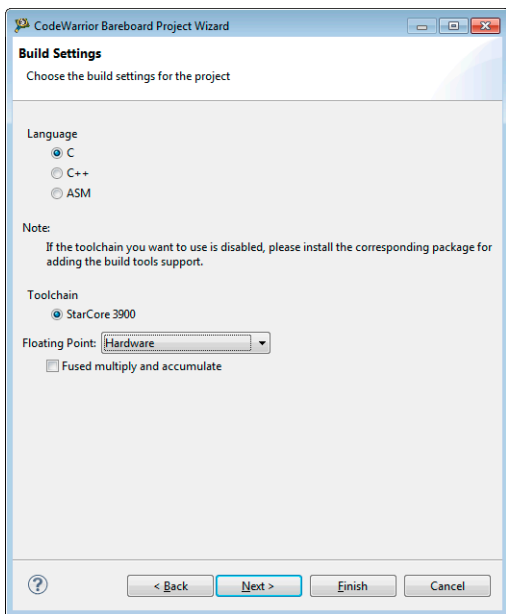 CodeWarrior Bareboard Project Wizard
Build Settings
Choose the build settings for the project
Language
C
C++
ASM
Note:
If the toolchain you want to use is disabled, please install the corresponding package for
adding the build tools support.
Toolchain
StarCore 3900
Floating Point: Hardware
Fused multiply and accumulate
? < Back Next > Finish Cancel